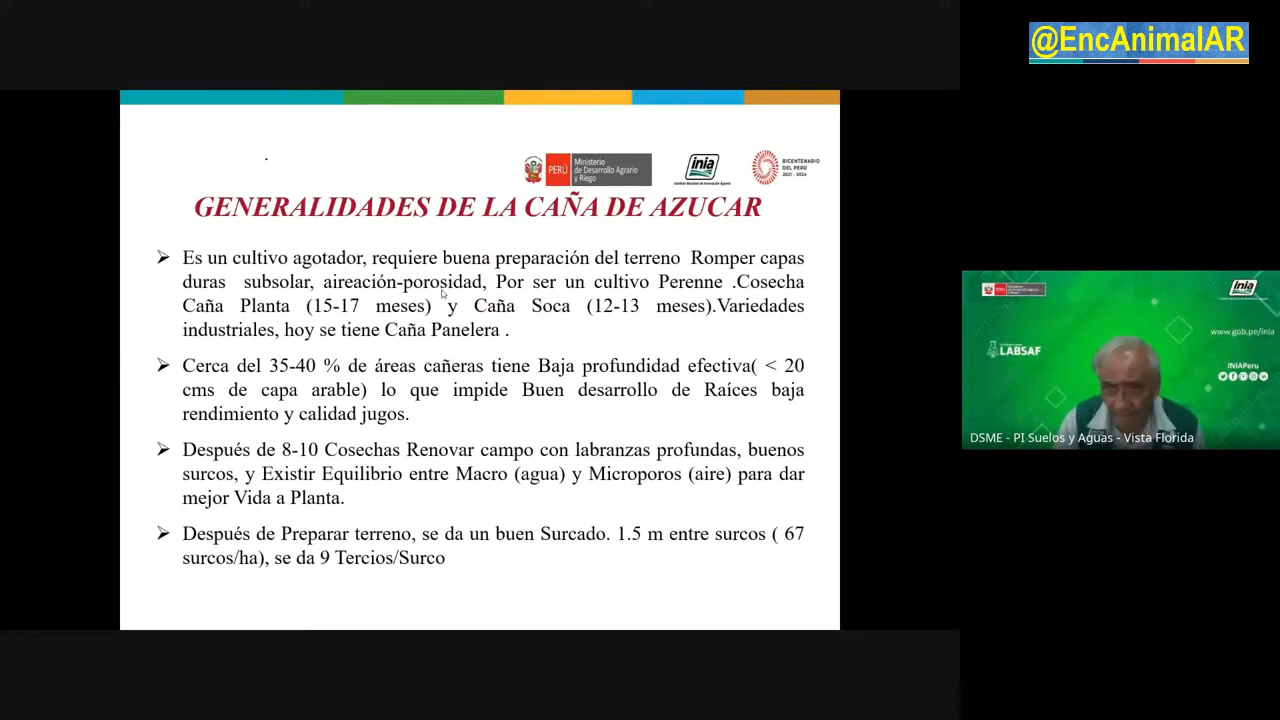 @EncAnimalAR
PERÚ
Ministerio
de Desarrollo Agrario
y Riego
inia
Instituto Nacional de Innovación Agraria
BICENTENARIO
DEL PERÚ
2021 - 2024
GENERALIDADES DE LA CAÑA DE AZUCAR
➢ Es un cultivo agotador, requiere buena preparación del terreno Romper capas
duras subsolar, aireación-porosidad, Por ser un cultivo Perenne .Cosecha
Caña Planta (15-17 meses) y Caña Soca (12-13 meses).Variedades
industriales, hoy se tiene Caña Panelera .
➢ Cerca del 35-40 % de áreas cañeras tiene Baja profundidad efectiva( < 20
cms de capa arable) lo que impide Buen desarrollo de Raíces baja
rendimiento y calidad jugos.
➢ Después de 8-10 Cosechas Renovar campo con labranzas profundas, buenos
surcos, y Existir Equilibrio entre Macro (agua) y Microporos (aire) para dar
mejor Vida a Planta.
➢ Después de Preparar terreno, se da un buen Surcado. 1.5 m entre surcos ( 67
surcos/ha), se da 9 Tercios/Surco
PERÚ
inia
www.gob.pe/inia
LABSAF
INIAPeru
DSME - PI Suelos y Aguas - Vista Florida